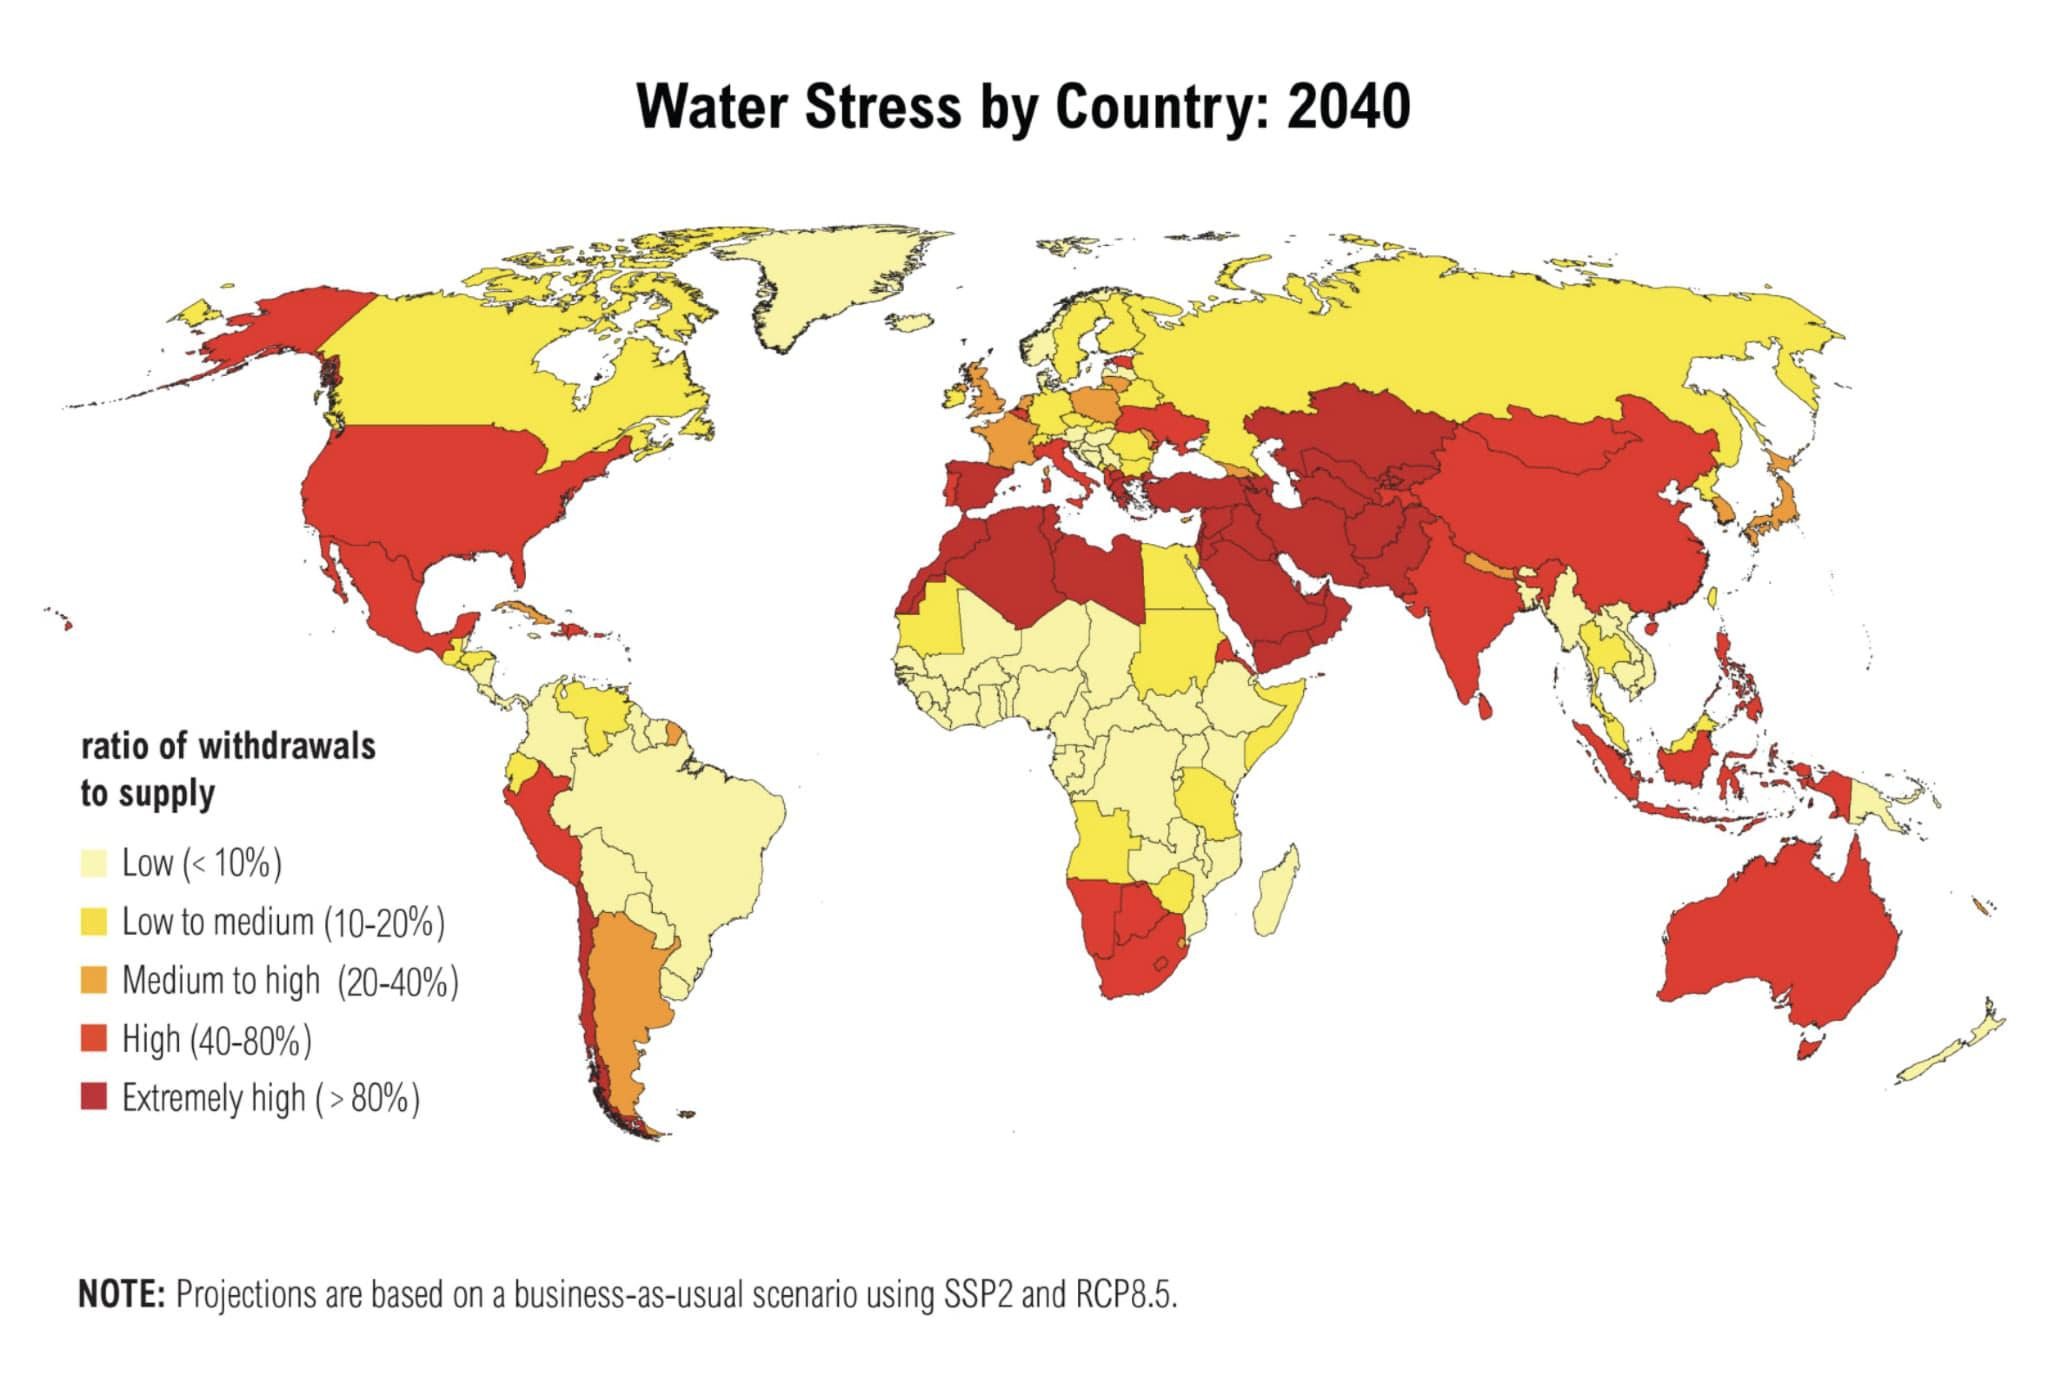 Water Stress by Country: 2040
ratio of withdrawals
to supply
Low (< 10%)
Low to medium (10-20%)
Medium to high (20-40%)
High (40-80%)
Extremely high ( > 80%)
NOTE: Projections are based on a business-as-usual scenario using SSP2 and RCP8.5.